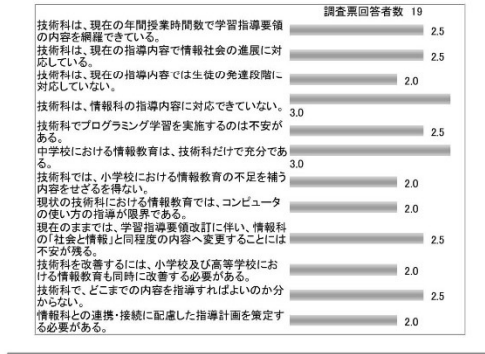 調査票回答者数 19
技術科は、現在の年間授業時間数で学習指導要領
の内容を網羅できている。
2.5
技術科は、現在の指導内容で情報社会の進展に対
応している。
2.5
技術科は、現在の指導内容では生徒の発達段階に
対応していない。
2.0
技術科は、情報科の指導内容に対応できていない。
3.0
技術科でプログラミング学習を実施するのは不安が
ある。
2.5
中学校における情報教育は、技術科だけで充分であ
る。
3.0
技術科では、小学校における情報教育の不足を補う
内容をせざるを得ない。
2.0
現状の技術科における情報教育では、コンピュータ
の使い方の指導が限界である。
2.0
現在のままでは、学習指導要領改訂に伴い、情報科
の「社会と情報」と同程度の内容へ変更することには
不安が残る。
2.5
技術科を改善するには、小学校及び高等学校にお
ける情報教育も同時に改善する必要がある。
2.0
技術科で、どこまでの内容を指導すればよいのか分
からない。
2.5
情報科との連携・接続に配慮した指導計画を策定す
る必要がある。
2.0